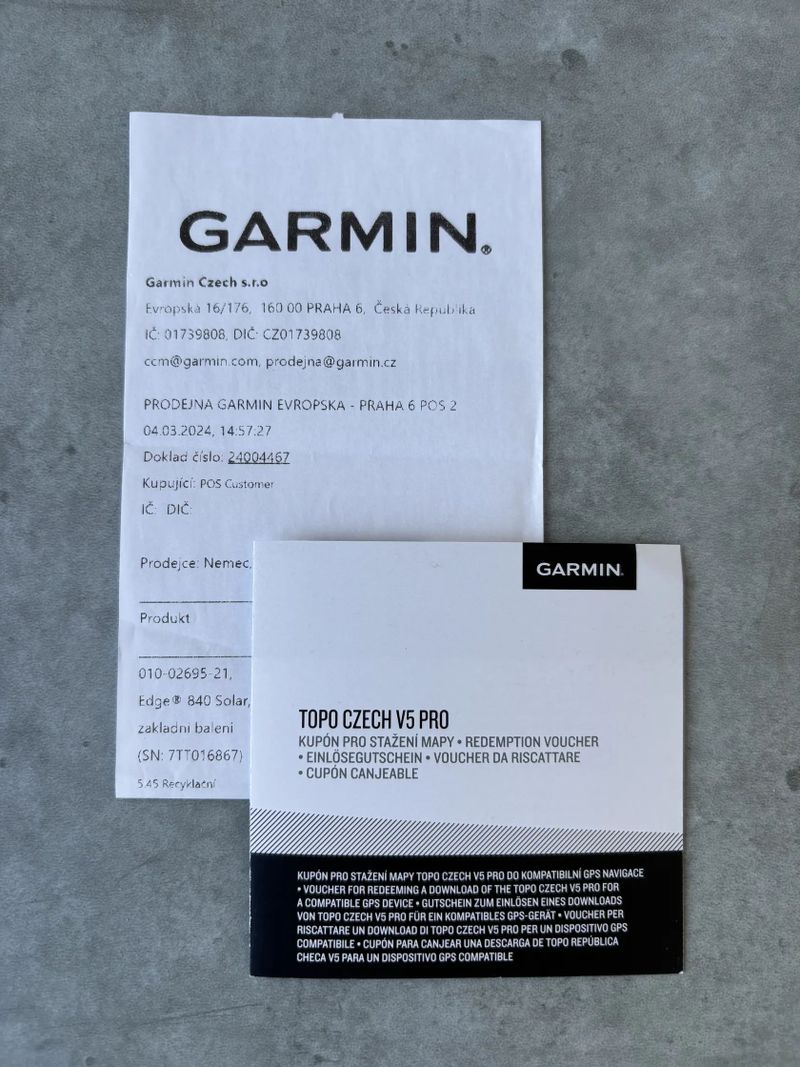 GARMIN®
Garmin Czech s.r.o
Evropská 16/176, 160 00 PRAHA 6, Česká Republika
IČ: 01739808, DIČ: CZ01739808
ccm@garmin.com, prodejna@garmin.cz
PRODEJNA GARMIN EVROPSKA - PRAHA 6 POS 2
04.03.2024, 14:57:27
Doklad číslo: 24004467
Kupující: POS Customer
IČ: DIČ:
Prodejce: Nemec,
Produkt
010-02695-21,
Edge® 840 Solar,
zakladni baleni
(SN: 7TT016867)
5.45 Recyklační
GARMIN®
TOPO CZECH V5 PRO
KUPÓN PRO STAŽENÍ MAPY • REDEMPTION VOUCHER
• EINLÖSEGUTSCHEIN • VOUCHER DA RISCATTARE
• CUPÓN CANJEABLE
KUPÓN PRO STAŽENÍ MAPY TOPO CZECH V5 PRO DO KOMPATIBILNÍ GPS NAVIGACE
• VOUCHER FOR REDEEMING A DOWNLOAD OF THE TOPO CZECH V5 PRO FOR
A COMPATIBLE GPS DEVICE • GUTSCHEIN ZUM EINLÖSEN EINES DOWNLOADS
VON TOPO CZECH V5 PRO FÜR EIN KOMPATIBLES GPS-GERÄT • VOUCHER PER
RISCATTARE UN DOWNLOAD DI TOPO CZECH V5 PRO PER UN DISPOSITIVO GPS
COMPATIBILE • CUPÓN PARA CANJEAR UNA DESCARGA DE TOPO REPÚBLICA
CHECA V5 PARA UN DISPOSITIVO GPS COMPATIBLE